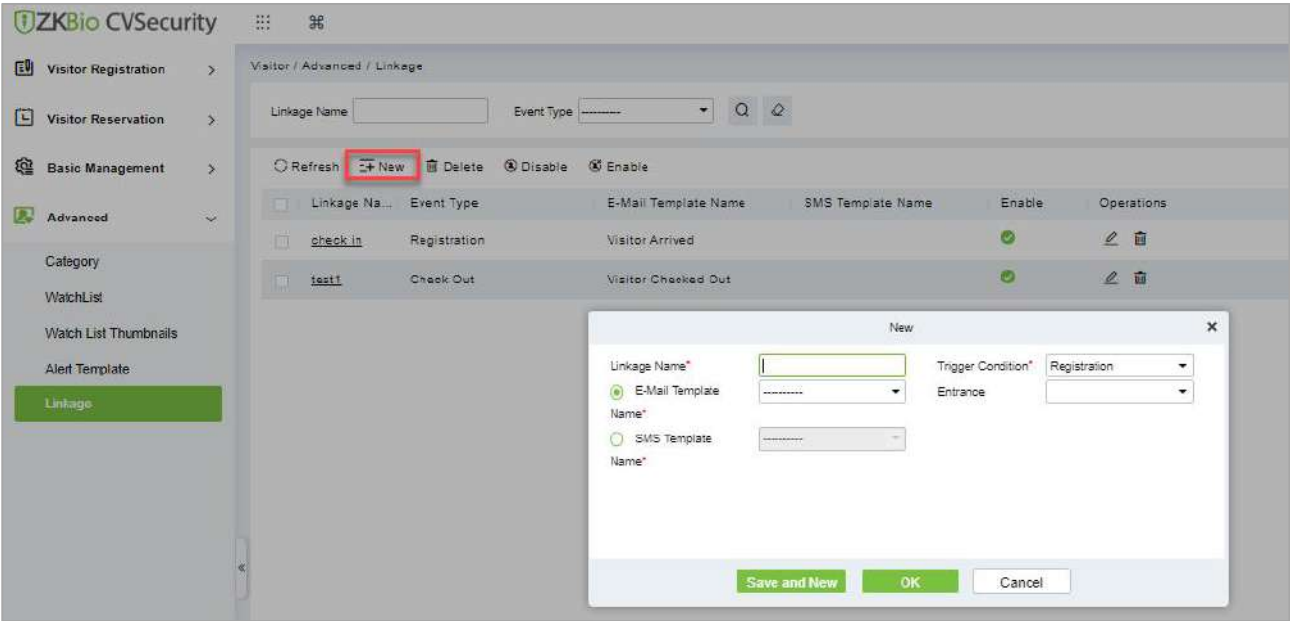 ZKBio CVSecurity
Visitor Registration
Visitor Reservation
Basic Management
Advanced
Category
WatchList
Watch List Thumbnails
Alert Template
Linkage
Visitor / Advanced / Linkage
Linkage Name Event Type ----------
Refresh New Delete Disable Enable
Linkage Na... Event Type E-Mail Template Name SMS Template Name Enable Operations
check in Registration Visitor Arrived
test1 Check Out Visitor Checked Out
New
Linkage Name* Trigger Condition* Registration
E-Mail Template ---------- Entrance
Name*
SMS Template ----------
Name*
Save and New OK Cancel